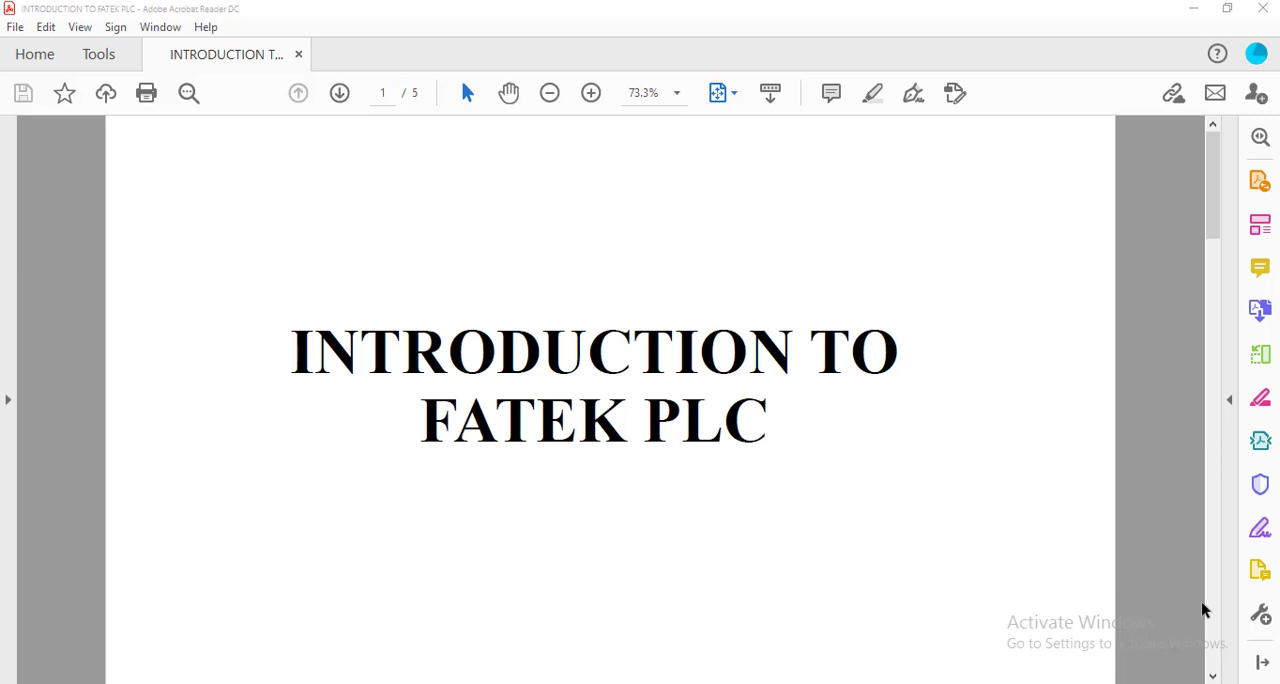 INTRODUCTION TO FATEK PLC - Adobe Acrobat Reader DC
File Edit View Sign Window Help
Home Tools INTRODUCTION T...
1 / 5 73.3%
INTRODUCTION TO
FATEK PLC
Activate Windows
Go to Settings to activate Windows.